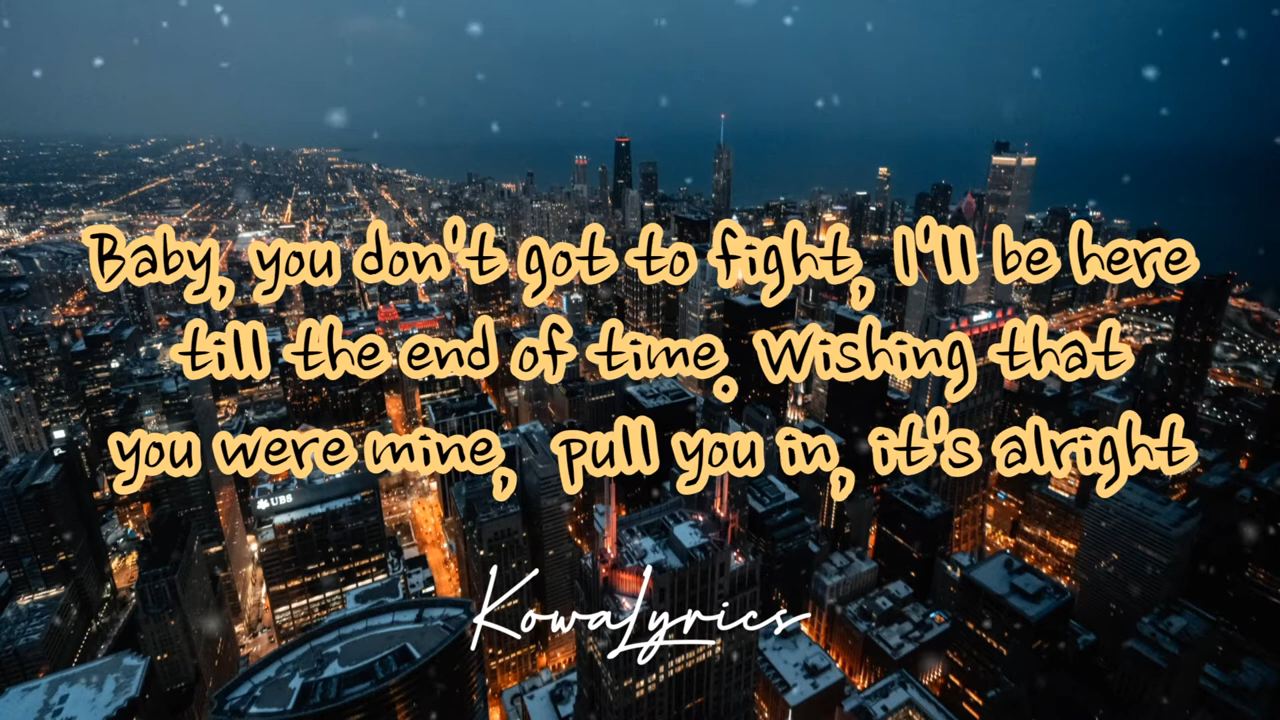 Baby, you don't got to fight, I'll be here
till the end of time. Wishing that
you were mine, pull you in, it's alright
UBS
KowaLyrics